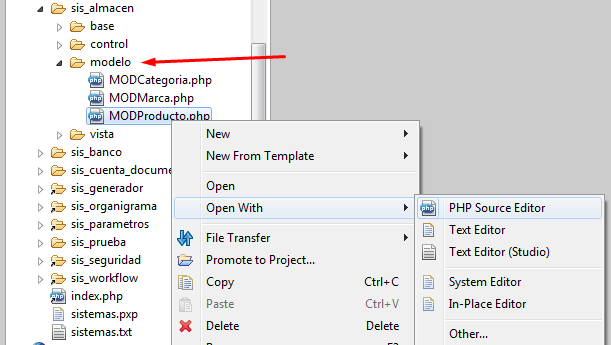 sis_almacen
base
control
modelo
MODCategoria.php
MODMarca.php
MODProducto.php
vista
sis_banco
sis_cuenta_docume
sis_generador
sis_organigrama
sis_parametros
sis_prueba
sis_seguridad
sis_workflow
index.php
sistemas.pxp
sistemas.txt
New
New From Template
Open
Open With
File Transfer
Promote to Project...
Copy Ctrl+C
Paste Ctrl+V
Delete Delete
PHP Source Editor
Text Editor
Text Editor (Studio)
System Editor
In-Place Editor
Other...